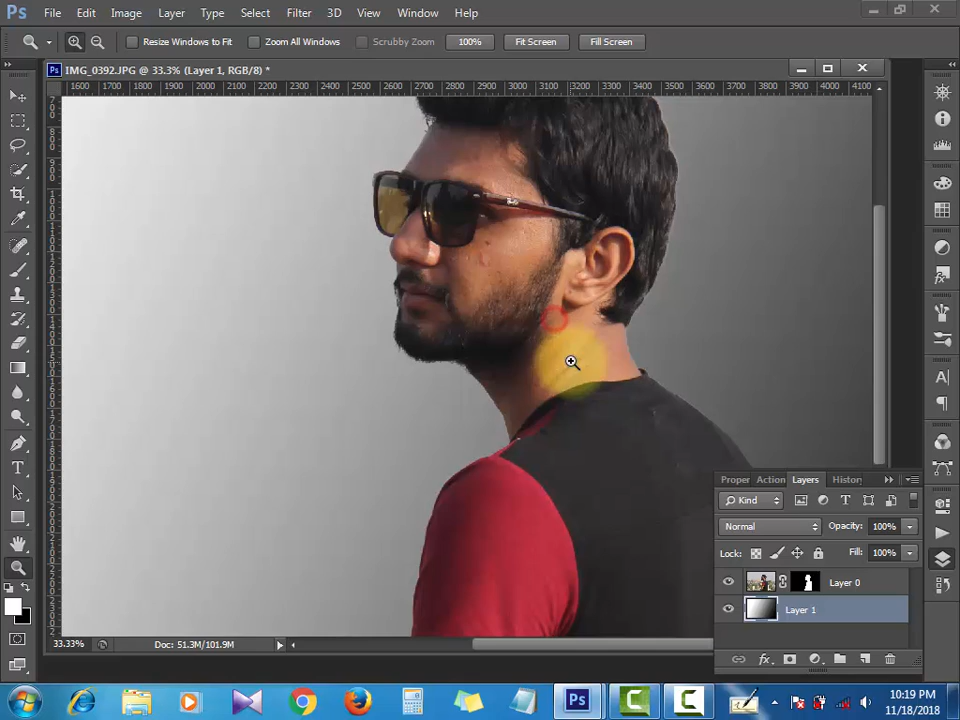 Ps File Edit Image Layer Type Select Filter 3D View Window Help
Resize Windows to Fit Zoom All Windows Scrubby Zoom 100% Fit Screen Fill Screen
Ps IMG_0392.JPG @ 33.3% (Layer 1, RGB/8) *
1600 1700 1800 1900 2000 2100 2200 2300 2400 2500 2600 2700 2800 2900 3000 3100 3200 3300 3400 3500 3600 3700 3800 3900 4000 4100
Proper Action Layers Histor
Kind
Normal Opacity: 100%
Lock: Fill: 100%
Layer 0
Layer 1
33.33% Doc: 51.3M/101.9M
Ps
10:19 PM
11/18/2018